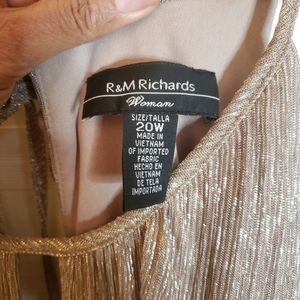 R&M Richards
Woman
SIZE/TALLA
20W
MADE IN
VIETNAM
OF IMPORTED
FABRIC
HECHO EN
VIETNAM
DE TELA
IMPORTADA